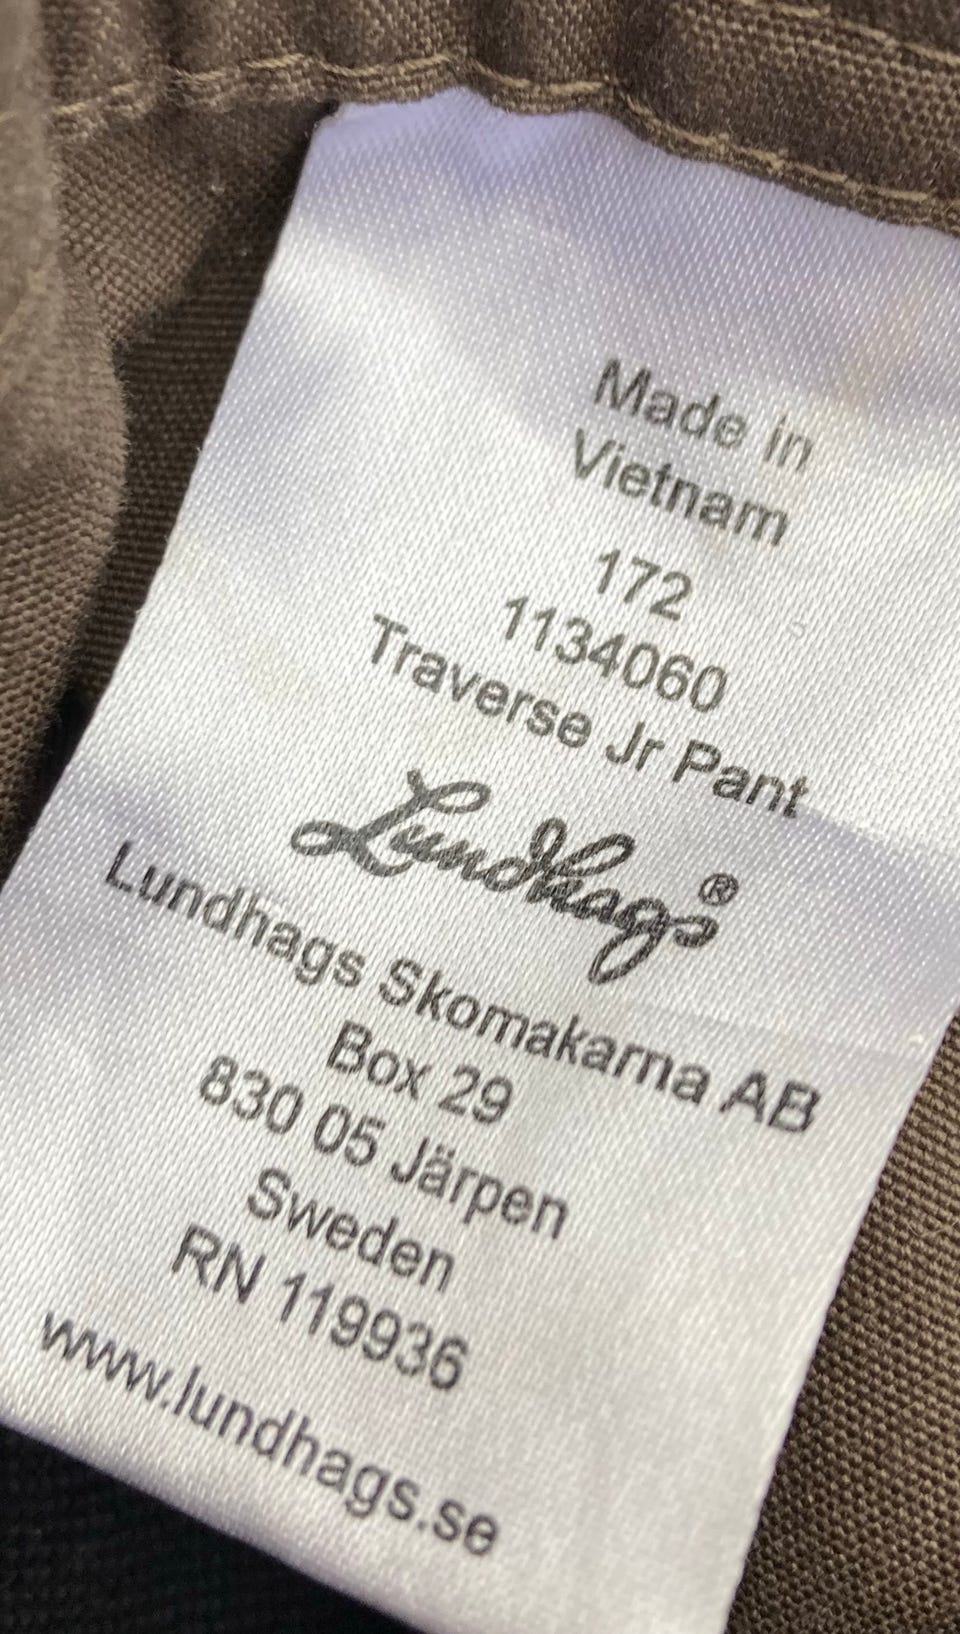 Made in
Vietnam
172
1134060
Traverse Jr Pant
Lundhags®
Lundhags Skomakarna AB
Box 29
830 05 Järpen
Sweden
RN 119936
www.lundhags.se